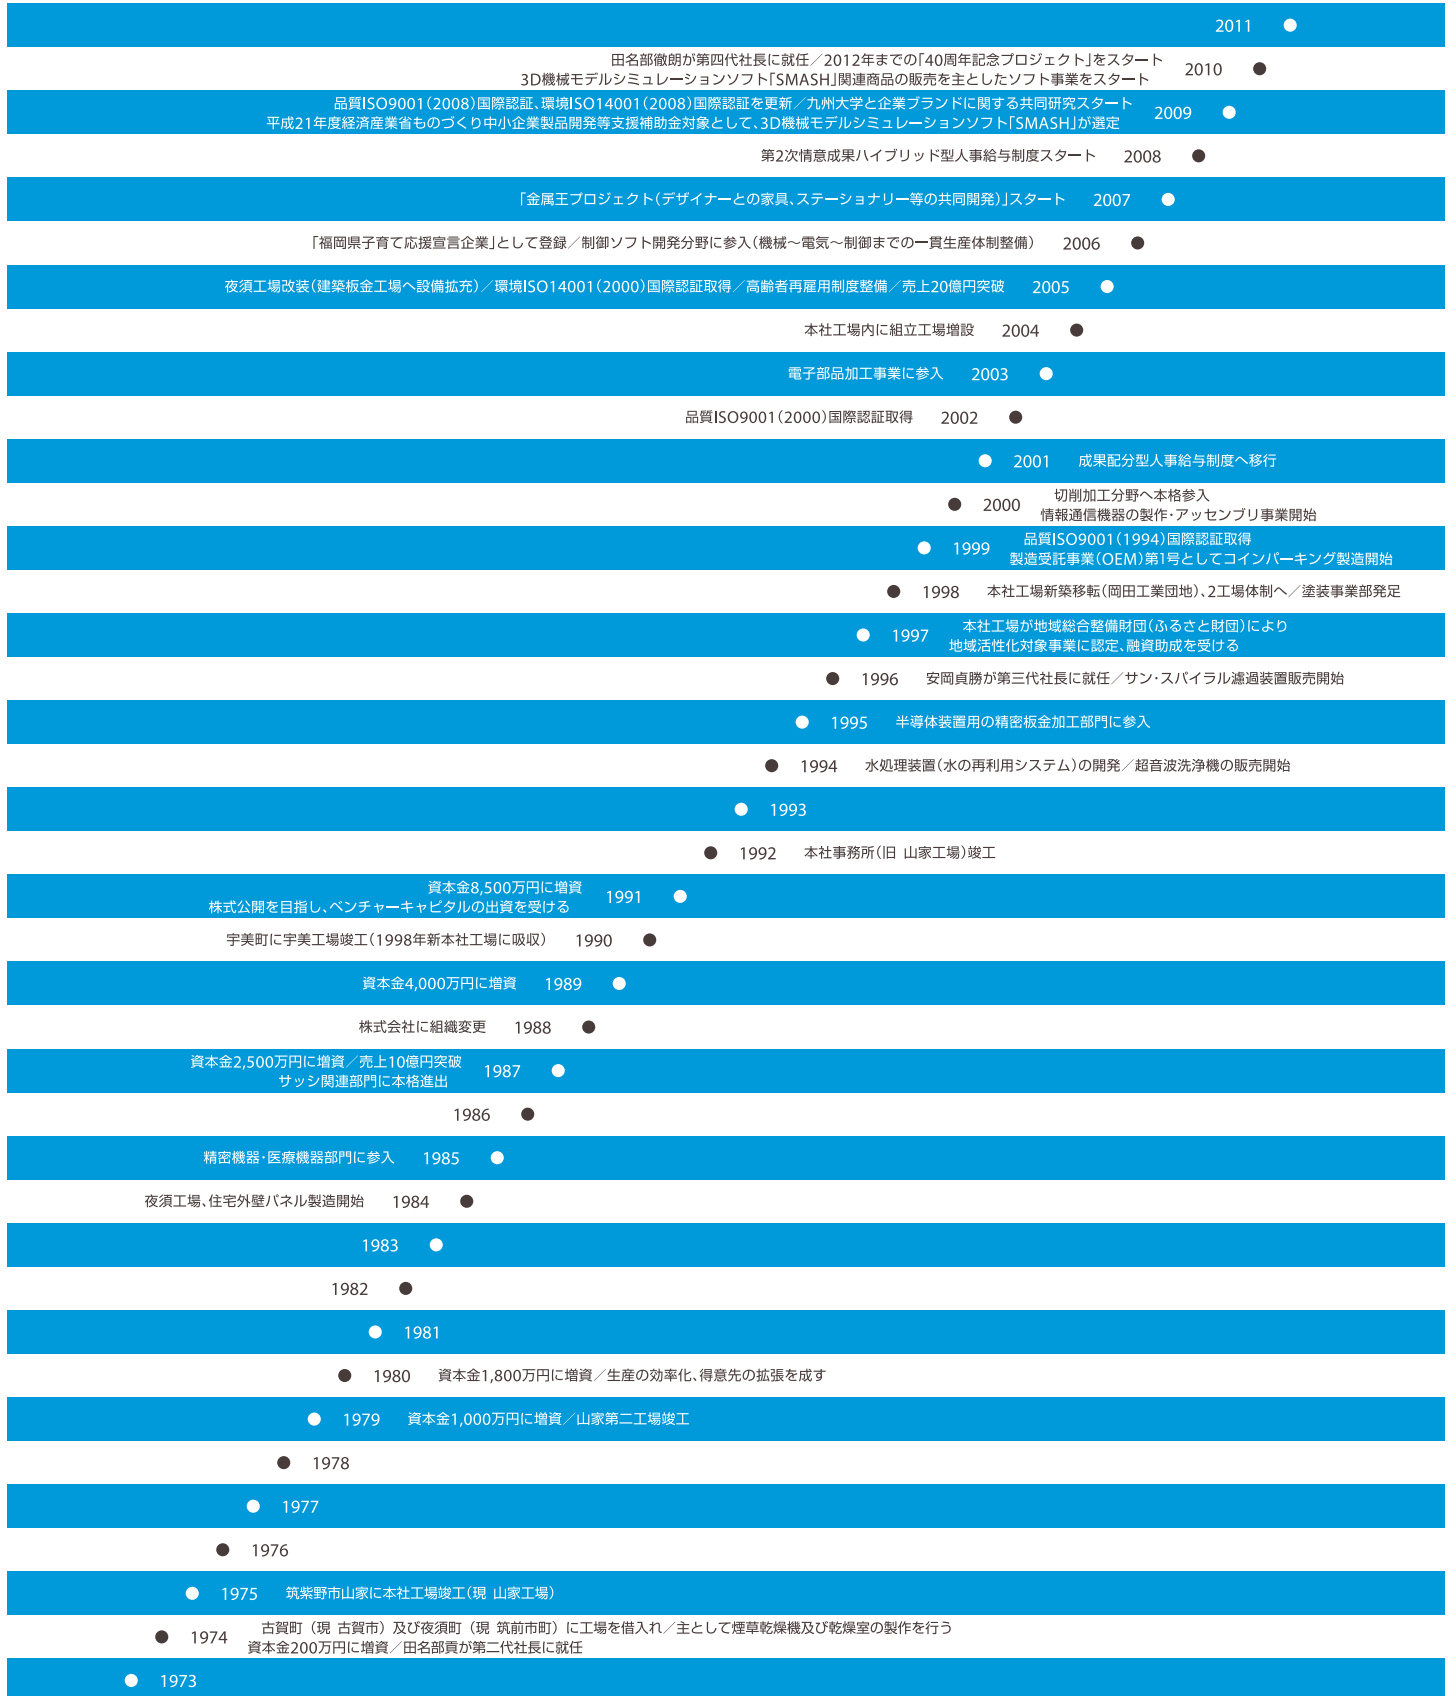 2011
田名部徹朗が第四代社長に就任／2012年までの「40周年記念プロジェクト」をスタート
3D機械モデルシミュレーションソフト「SMASH」関連商品の販売を主としたソフト事業をスタート
2010
品質ISO9001（2008）国際認証、環境ISO14001（2008）国際認証を更新／九州大学と企業ブランドに関する共同研究スタート
平成21年度経済産業省ものづくり中小企業製品開発等支援補助金対象として、3D機械モデルシミュレーションソフト「SMASH」が選定
2009
第2次情意成果ハイブリッド型人事給与制度スタート 2008
「金属王プロジェクト（デザイナーとの家具、ステーショナリー等の共同開発）」スタート 2007
「福岡県子育て応援宣言企業」として登録／制御ソフト開発分野に参入（機械～電気～制御までの一貫生産体制整備） 2006
夜須工場改装（建築板金工場へ設備拡充）／環境ISO14001（2000）国際認証取得／高齢者再雇用制度整備／売上20億円突破 2005
本社工場内に組立工場増設 2004
電子部品加工事業に参入 2003
品質ISO9001（2000）国際認証取得 2002
2001 成果配分型人事給与制度へ移行
2000
切削加工分野へ本格参入
情報通信機器の製作・アッセンブリ事業開始
1999
品質ISO9001（1994）国際認証取得
製造受託事業（OEM）第1号としてコインパーキング製造開始
1998 本社工場新築移転（岡田工業団地）、2工場体制へ／塗装事業部発足
1997
本社工場が地域総合整備財団（ふるさと財団）により
地域活性化対象事業に認定、融資助成を受ける
1996 安岡貞勝が第三代社長に就任／サン・スパイラル濾過装置販売開始
1995 半導体装置用の精密板金加工部門に参入
1994 水処理装置（水の再利用システム）の開発／超音波洗浄機の販売開始
1993
1992 本社事務所（旧 山家工場）竣工
資本金8,500万円に増資
株式公開を目指し、ベンチャーキャピタルの出資を受ける
1991
宇美町に宇美工場竣工（1998年新本社工場に吸収） 1990
資本金4,000万円に増資 1989
株式会社に組織変更 1988
資本金2,500万円に増資／売上10億円突破
サッシ関連部門に本格進出
1987
1986
精密機器・医療機器部門に参入 1985
夜須工場、住宅外壁パネル製造開始 1984
1983
1982
1981
1980 資本金1,800万円に増資／生産の効率化、得意先の拡張を成す
1979 資本金1,000万円に増資／山家第二工場竣工
1978
1977
1976
1975 筑紫野市山家に本社工場竣工（現 山家工場）
1974
古賀町（現 古賀市）及び夜須町（現 筑前市町）に工場を借入れ／主として煙草乾燥機及び乾燥室の製作を行う
資本金200万円に増資／田名部貢が第二代社長に就任
1973